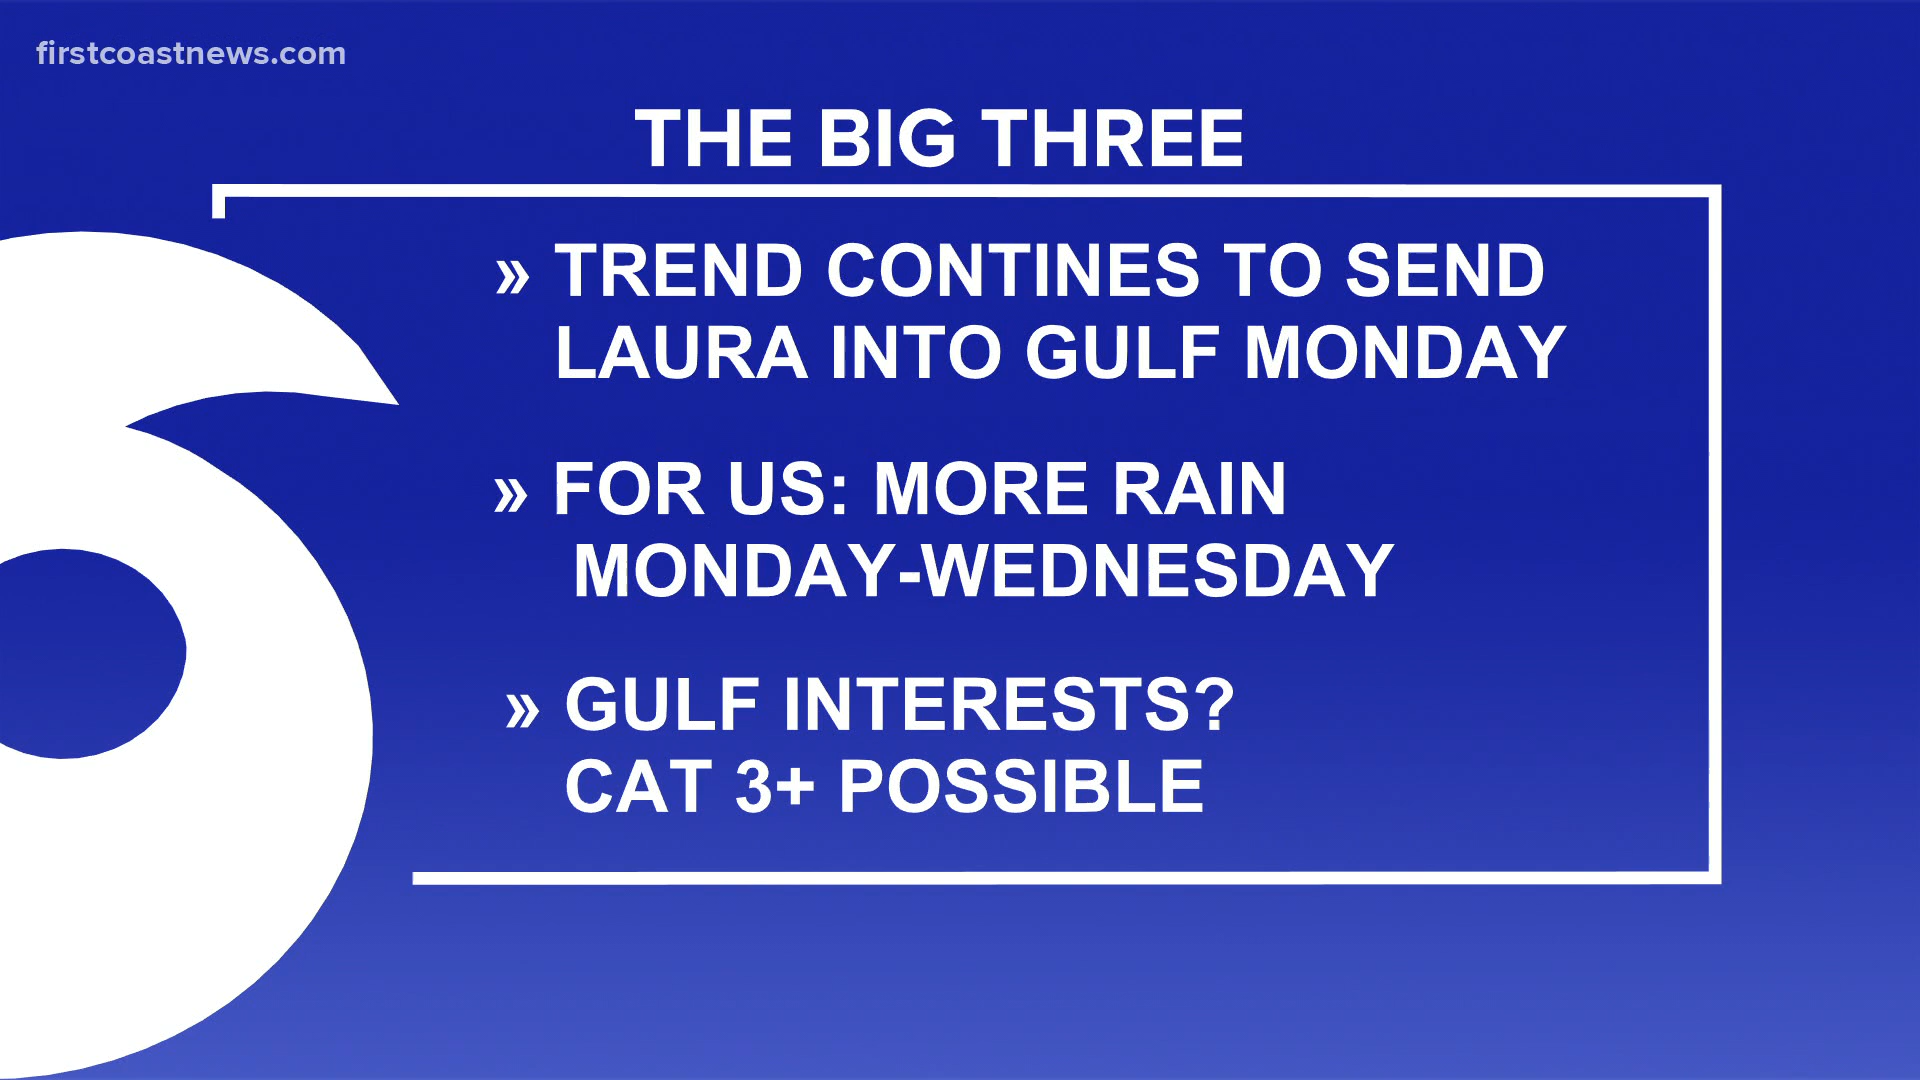 firstcoastnews.com
THE BIG THREE
» TREND CONTINES TO SEND
LAURA INTO GULF MONDAY
» FOR US: MORE RAIN
MONDAY-WEDNESDAY
» GULF INTERESTS?
CAT 3+ POSSIBLE